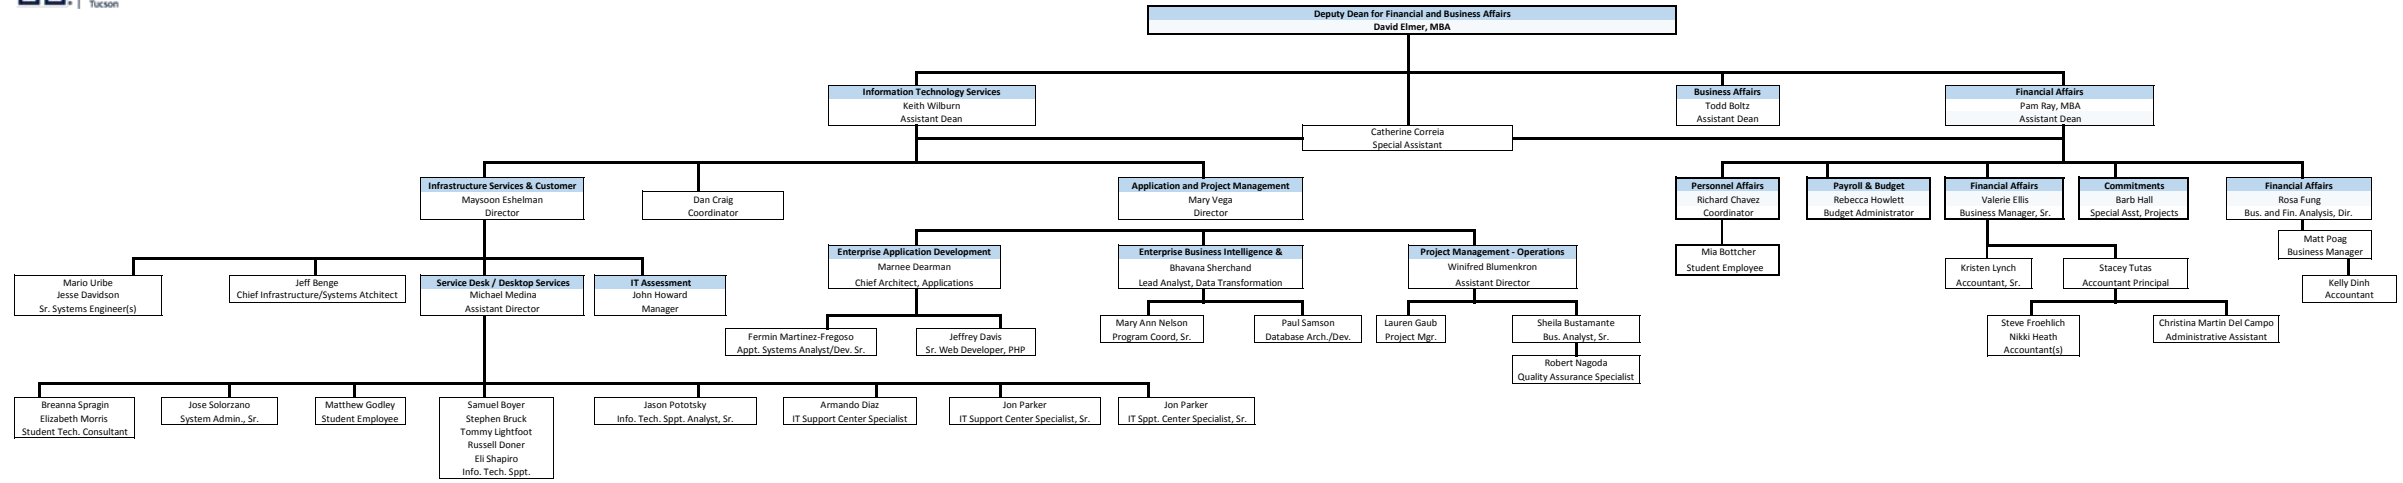 Tucson
Deputy Dean for Financial and Business Affairs
David Elmer, MBA
Information Technology Services
Keith Wilburn
Assistant Dean
Business Affairs
Todd Boltz
Assistant Dean
Financial Affairs
Pam Ray, MBA
Assistant Dean
Catherine Correia
Special Assistant
Infrastructure Services & Customer
Maysoon Eshelman
Director
Dan Craig
Coordinator
Application and Project Management
Mary Vega
Director
Personnel Affairs
Richard Chavez
Coordinator
Payroll & Budget
Rebecca Howlett
Budget Administrator
Financial Affairs
Valerie Ellis
Business Manager, Sr.
Commitments
Barb Hall
Special Asst, Projects
Financial Affairs
Rosa Fung
Bus. and Fin. Analysis, Dir.
Matt Poag
Business Manager
Enterprise Application Development
Marnee Dearman
Chief Architect, Applications
Enterprise Business Intelligence &
Bhavana Sherchand
Lead Analyst, Data Transformation
Project Management - Operations
Winifred Blumenkron
Assistant Director
Mia Bottcher
Student Employee
Kristen Lynch
Accountant, Sr.
Stacey Tutas
Accountant Principal
Kelly Dinh
Accountant
Mario Uribe
Jesse Davidson
Sr. Systems Engineer(s)
Jeff Benge
Chief Infrastructure/Systems Atchitect
Service Desk / Desktop Services
Michael Medina
Assistant Director
IT Assessment
John Howard
Manager
Fermin Martinez-Fregoso
Appt. Systems Analyst/Dev. Sr.
Jeffrey Davis
Sr. Web Developer, PHP
Mary Ann Nelson
Program Coord, Sr.
Paul Samson
Database Arch./Dev.
Lauren Gaub
Project Mgr.
Sheila Bustamante
Bus. Analyst, Sr.
Steve Froehlich
Nikki Heath
Accountant(s)
Christina Martin Del Campo
Administrative Assistant
Robert Nagoda
Quality Assurance Specialist
Breanna Spragin
Elizabeth Morris
Student Tech. Consultant
Jose Solorzano
System Admin., Sr.
Matthew Godley
Student Employee
Samuel Boyer
Stephen Bruck
Tommy Lightfoot
Russell Doner
Eli Shapiro
Info. Tech. Sppt.
Jason Pototsky
Info. Tech. Sppt. Analyst, Sr.
Armando Diaz
IT Support Center Specialist
Jon Parker
IT Support Center Specialist, Sr.
Jon Parker
IT Sppt. Center Specialist, Sr.